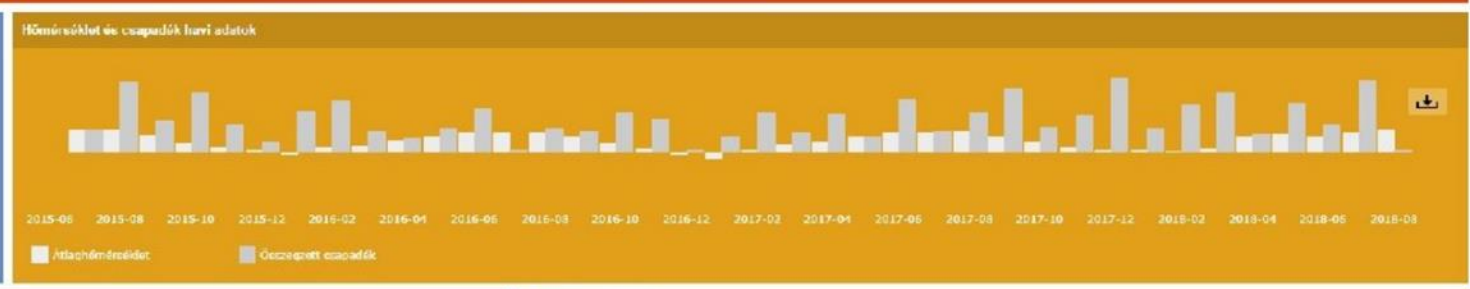 Hőmérséklet és csapadék havi adatok
2015-06 2015-08 2015-10 2015-12 2016-02 2016-04 2016-06 2016-08 2016-10 2016-12 2017-02 2017-04 2017-06 2017-08 2017-10 2017-12 2018-02 2018-04 2018-06 2018-08
Átlaghőmérséklet Összegzett csapadék